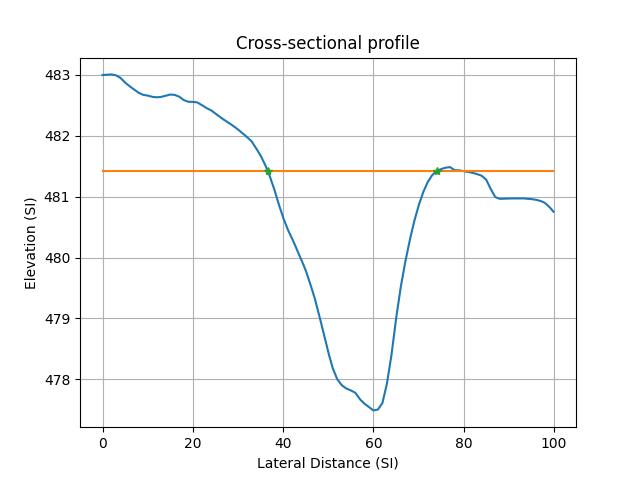 Cross-sectional profile
483
482
481
480
479
478
Elevation (SI)
0 20 40 60 80 100
Lateral Distance (SI)